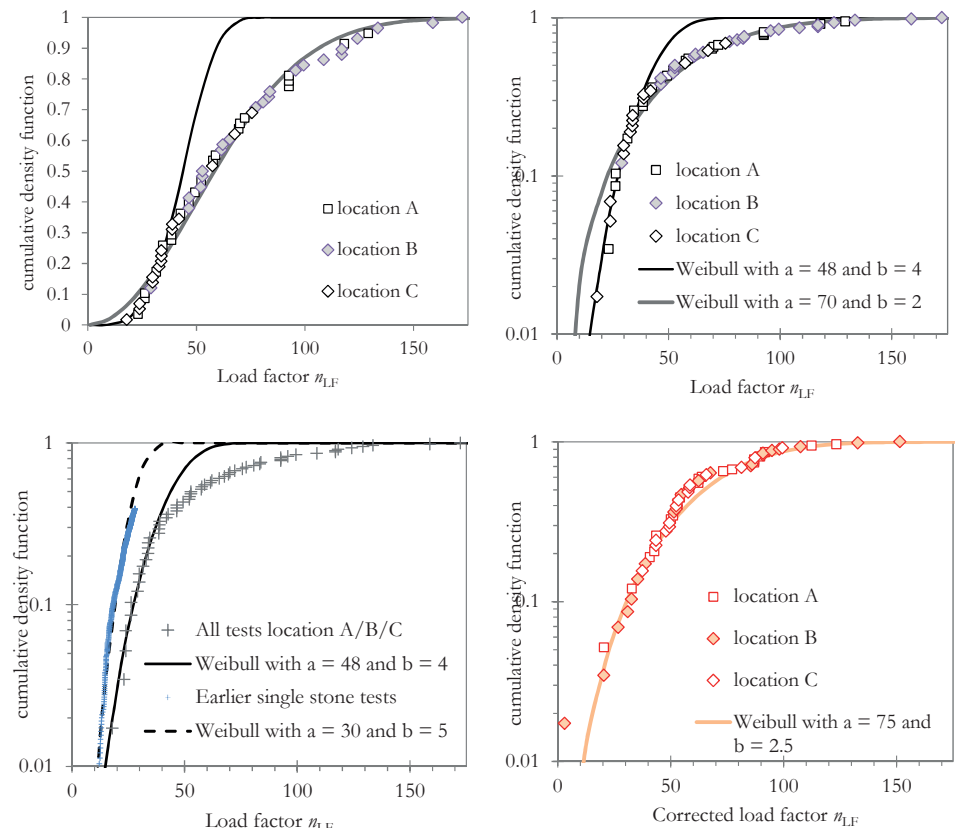 cumulative density function
1
0.9
0.8
0.7
0.6
0.5
0.4
0.3
0.2
0.1
0
0
50
100
150
location A
location B
location C
Load factor nLF
cumulative density function
1
0.1
0.01
0
50
100
150
location A
location B
location C
Weibull with a = 48 and b = 4
Weibull with a = 70 and b = 2
Load factor nLF
cumulative density function
1
0.1
0.01
0
50
100
150
All tests location A/B/C
Weibull with a = 48 and b = 4
Earlier single stone tests
Weibull with a = 30 and b = 5
Load factor nLF
cumulative density function
1
0.1
0.01
0
50
100
150
location A
location B
location C
Weibull with a = 75 and
b = 2.5
Corrected load factor nLF